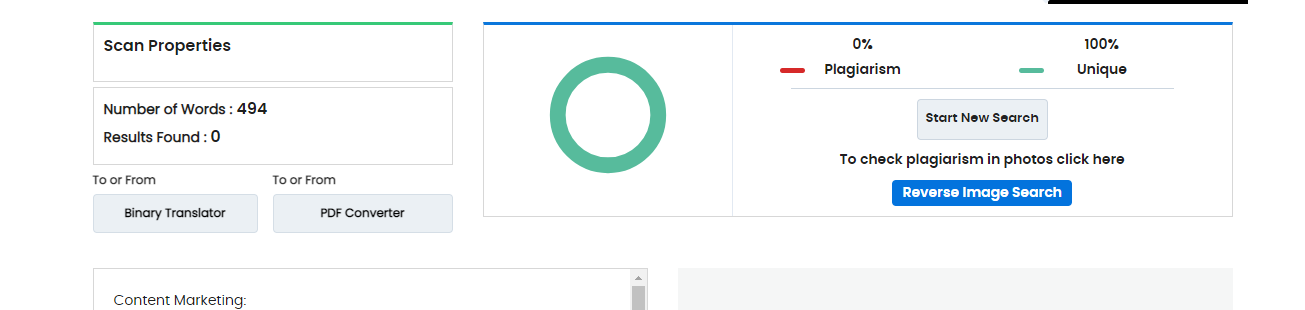 Scan Properties
Number of Words : 494
Results Found : 0
To or From To or From
Binary Translator PDF Converter
0% 100%
Plagiarism Unique
Start New Search
To check plagiarism in photos click here
Reverse Image Search
Content Marketing: